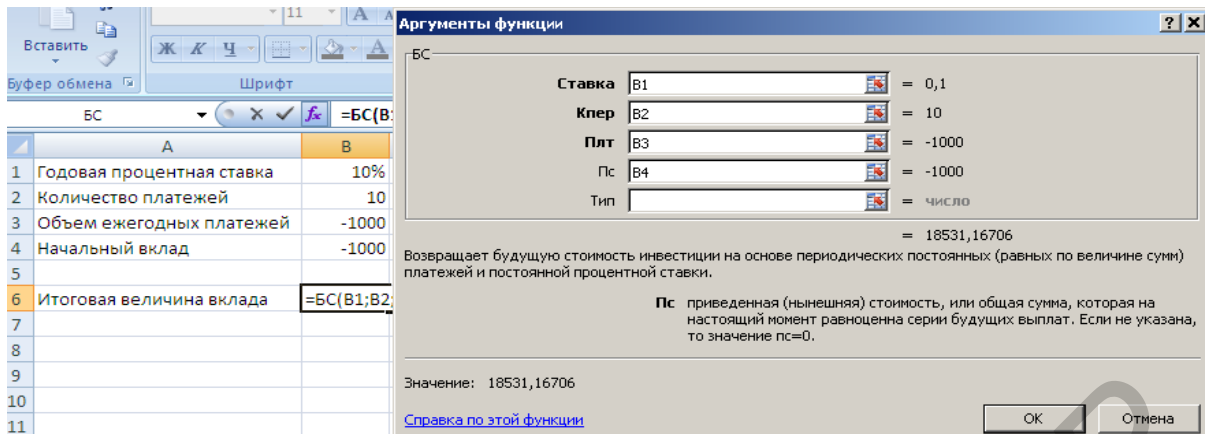 11
А
Вставить
Ж К Ч А
Буфер обмена
Шрифт
БС
fx
=БС(B1
A B
1 Годовая процентная ставка 10%
2 Количество платежей 10
3 Объем ежегодных платежей -1000
4 Начальный вклад -1000
5
6 Итоговая величина вклада =БС(B1;B2;
7
8
9
10
11
Аргументы функции
БС
Ставка B1 = 0,1
Кпер B2 = 10
Плт B3 = -1000
Пс B4 = -1000
Тип = число
= 18531,16706
Возвращает будущую стоимость инвестиции на основе периодических постоянных (равных по величине сумм)
платежей и постоянной процентной ставки.
Пс приведенная (нынешняя) стоимость, или общая сумма, которая на
настоящий момент равноценна серии будущих выплат. Если не указана,
то значение пс=0.
Значение: 18531,16706
Справка по этой функции
ОК
Отмена